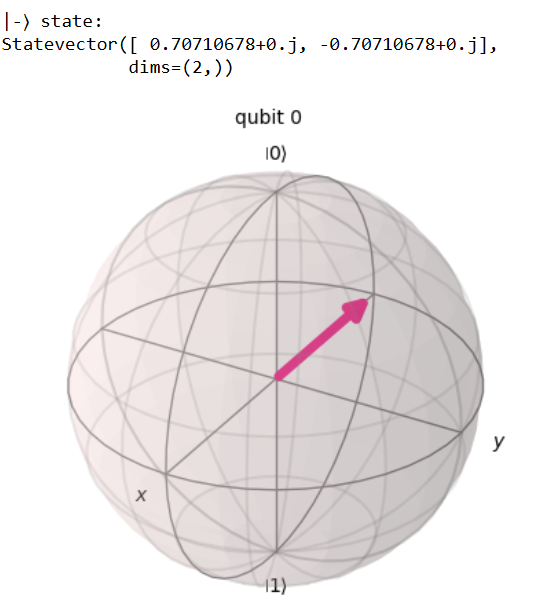 |-⟩ state:
Statevector([ 0.70710678+0.j, -0.70710678+0.j],
            dims=(2,))
qubit 0
|0⟩
y
x
|1⟩